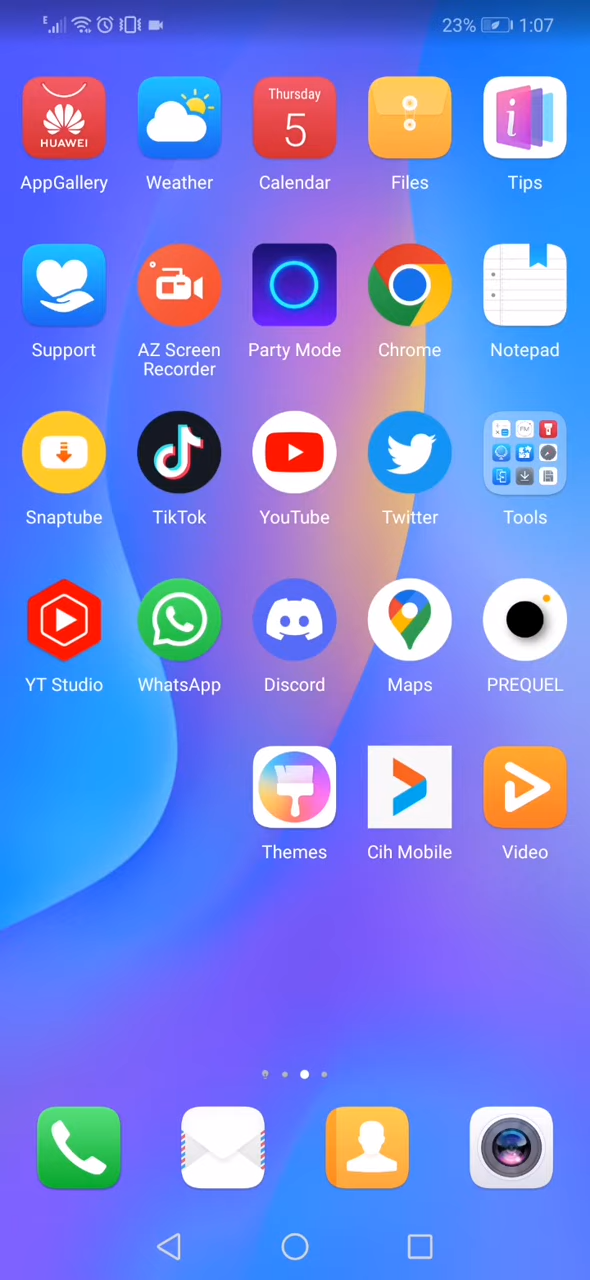 E 23% 1:07
HUAWEI
Thursday
5
AppGallery Weather Calendar Files Tips
Support AZ Screen Recorder Party Mode Chrome Notepad
Snaptube TikTok YouTube Twitter Tools
YT Studio WhatsApp Discord Maps PREQUEL
Themes Cih Mobile Video